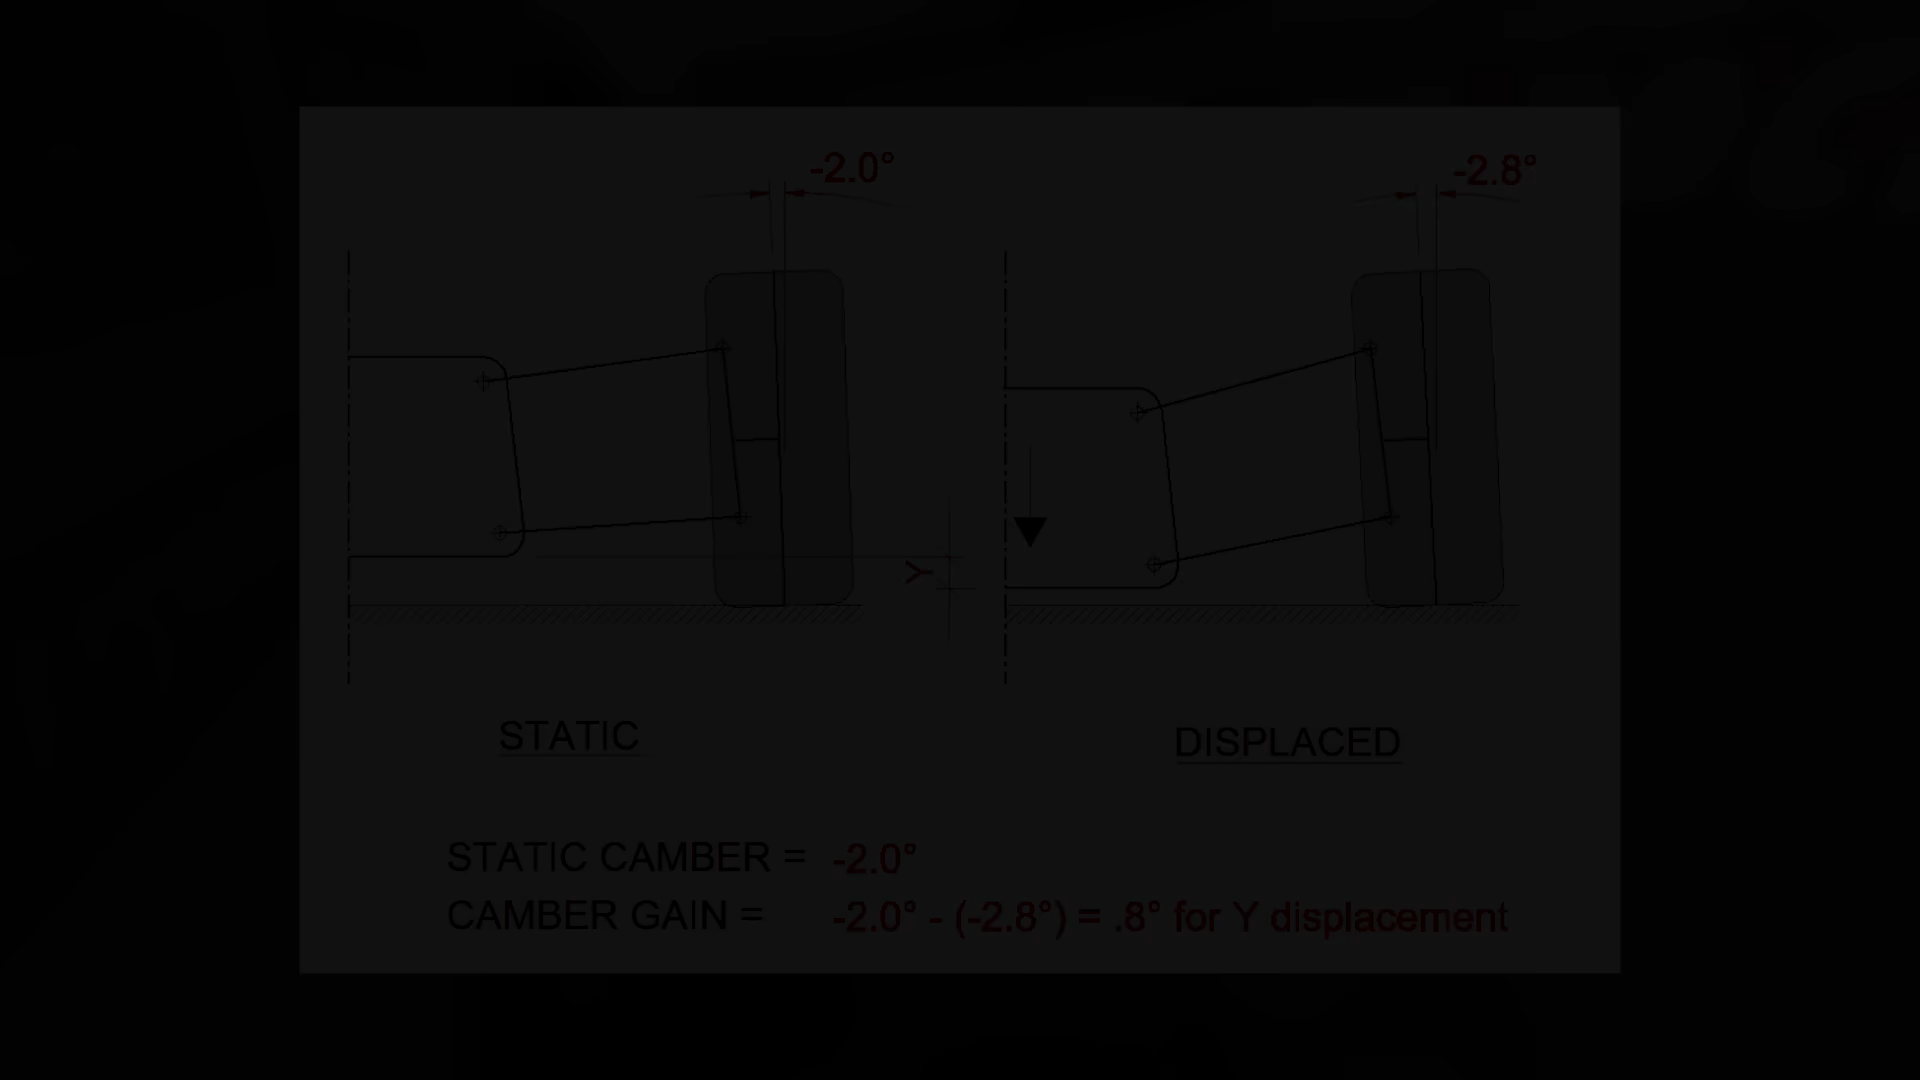 -2.0°
-2.8°
Y
STATIC
DISPLACED
STATIC CAMBER = -2.0°
CAMBER GAIN = -2.0° - (-2.8°) = .8° for Y displacement